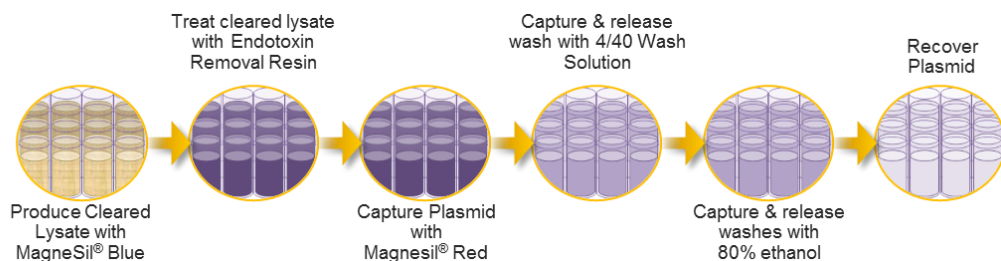 Produce Cleared
Lysate with
MagneSil® Blue
Treat cleared lysate
with Endotoxin
Removal Resin
Capture Plasmid
with
Magnesil® Red
Capture & release
wash with 4/40 Wash
Solution
Capture & release
washes with
80% ethanol
Recover
Plasmid